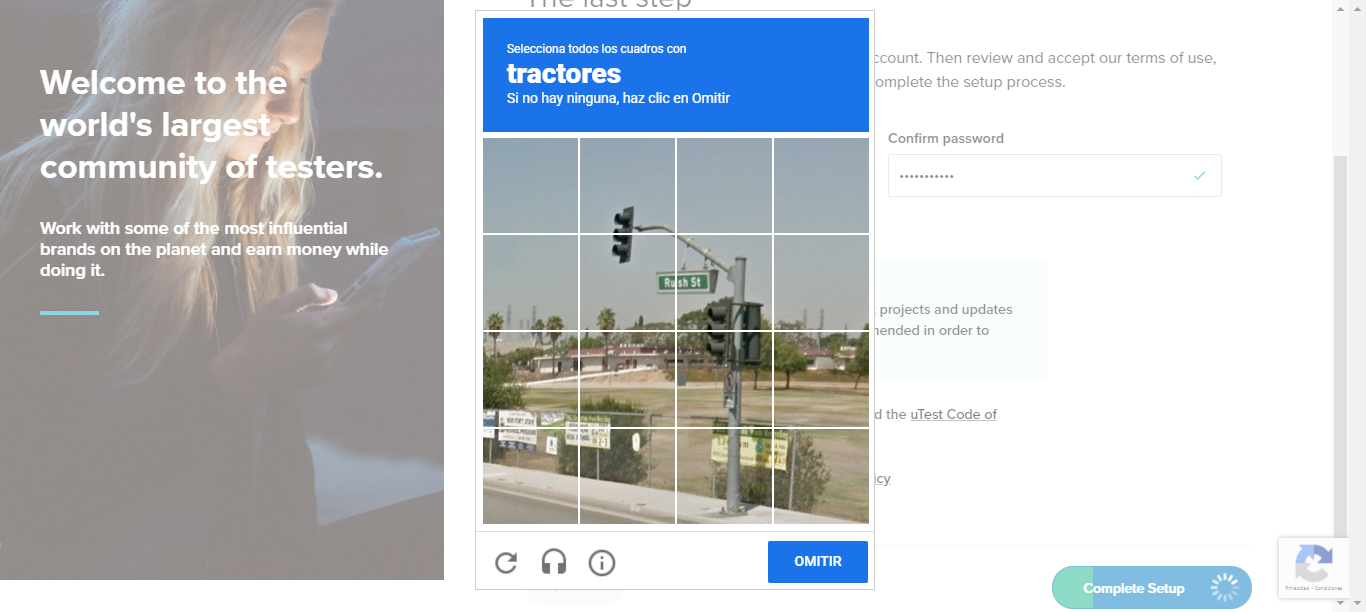 The last step
Welcome to the
world's largest
community of testers.
Work with some of the most influential
brands on the planet and earn money while
doing it.
Selecciona todos los cuadros con
tractores
Si no hay ninguna, haz clic en Omitir
Rush St
OMITIR
ccount. Then review and accept our terms of use,
omplete the setup process.
Confirm password
•••••••••••
projects and updates
nended in order to
d the uTest Code of
icy
Complete Setup
Privacidad - Condiciones